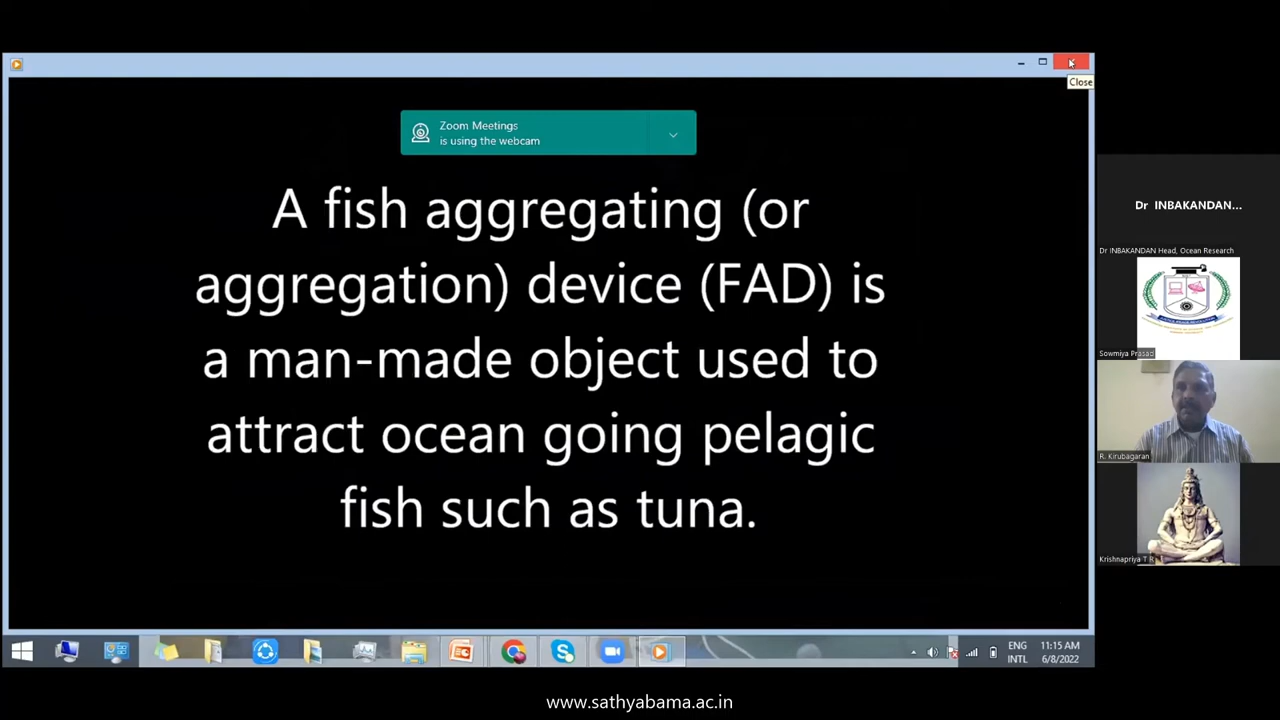 Close
Zoom Meetings
is using the webcam
A fish aggregating (or
aggregation) device (FAD) is
a man-made object used to
attract ocean going pelagic
fish such as tuna.
Dr INBAKANDAN...
Dr INBAKANDAN Head, Ocean Research
Sowmiya Prasad
R. Kirubagaran
Krishnapriya T R
ENG
INTL
11:15 AM
6/8/2022
www.sathyabama.ac.in